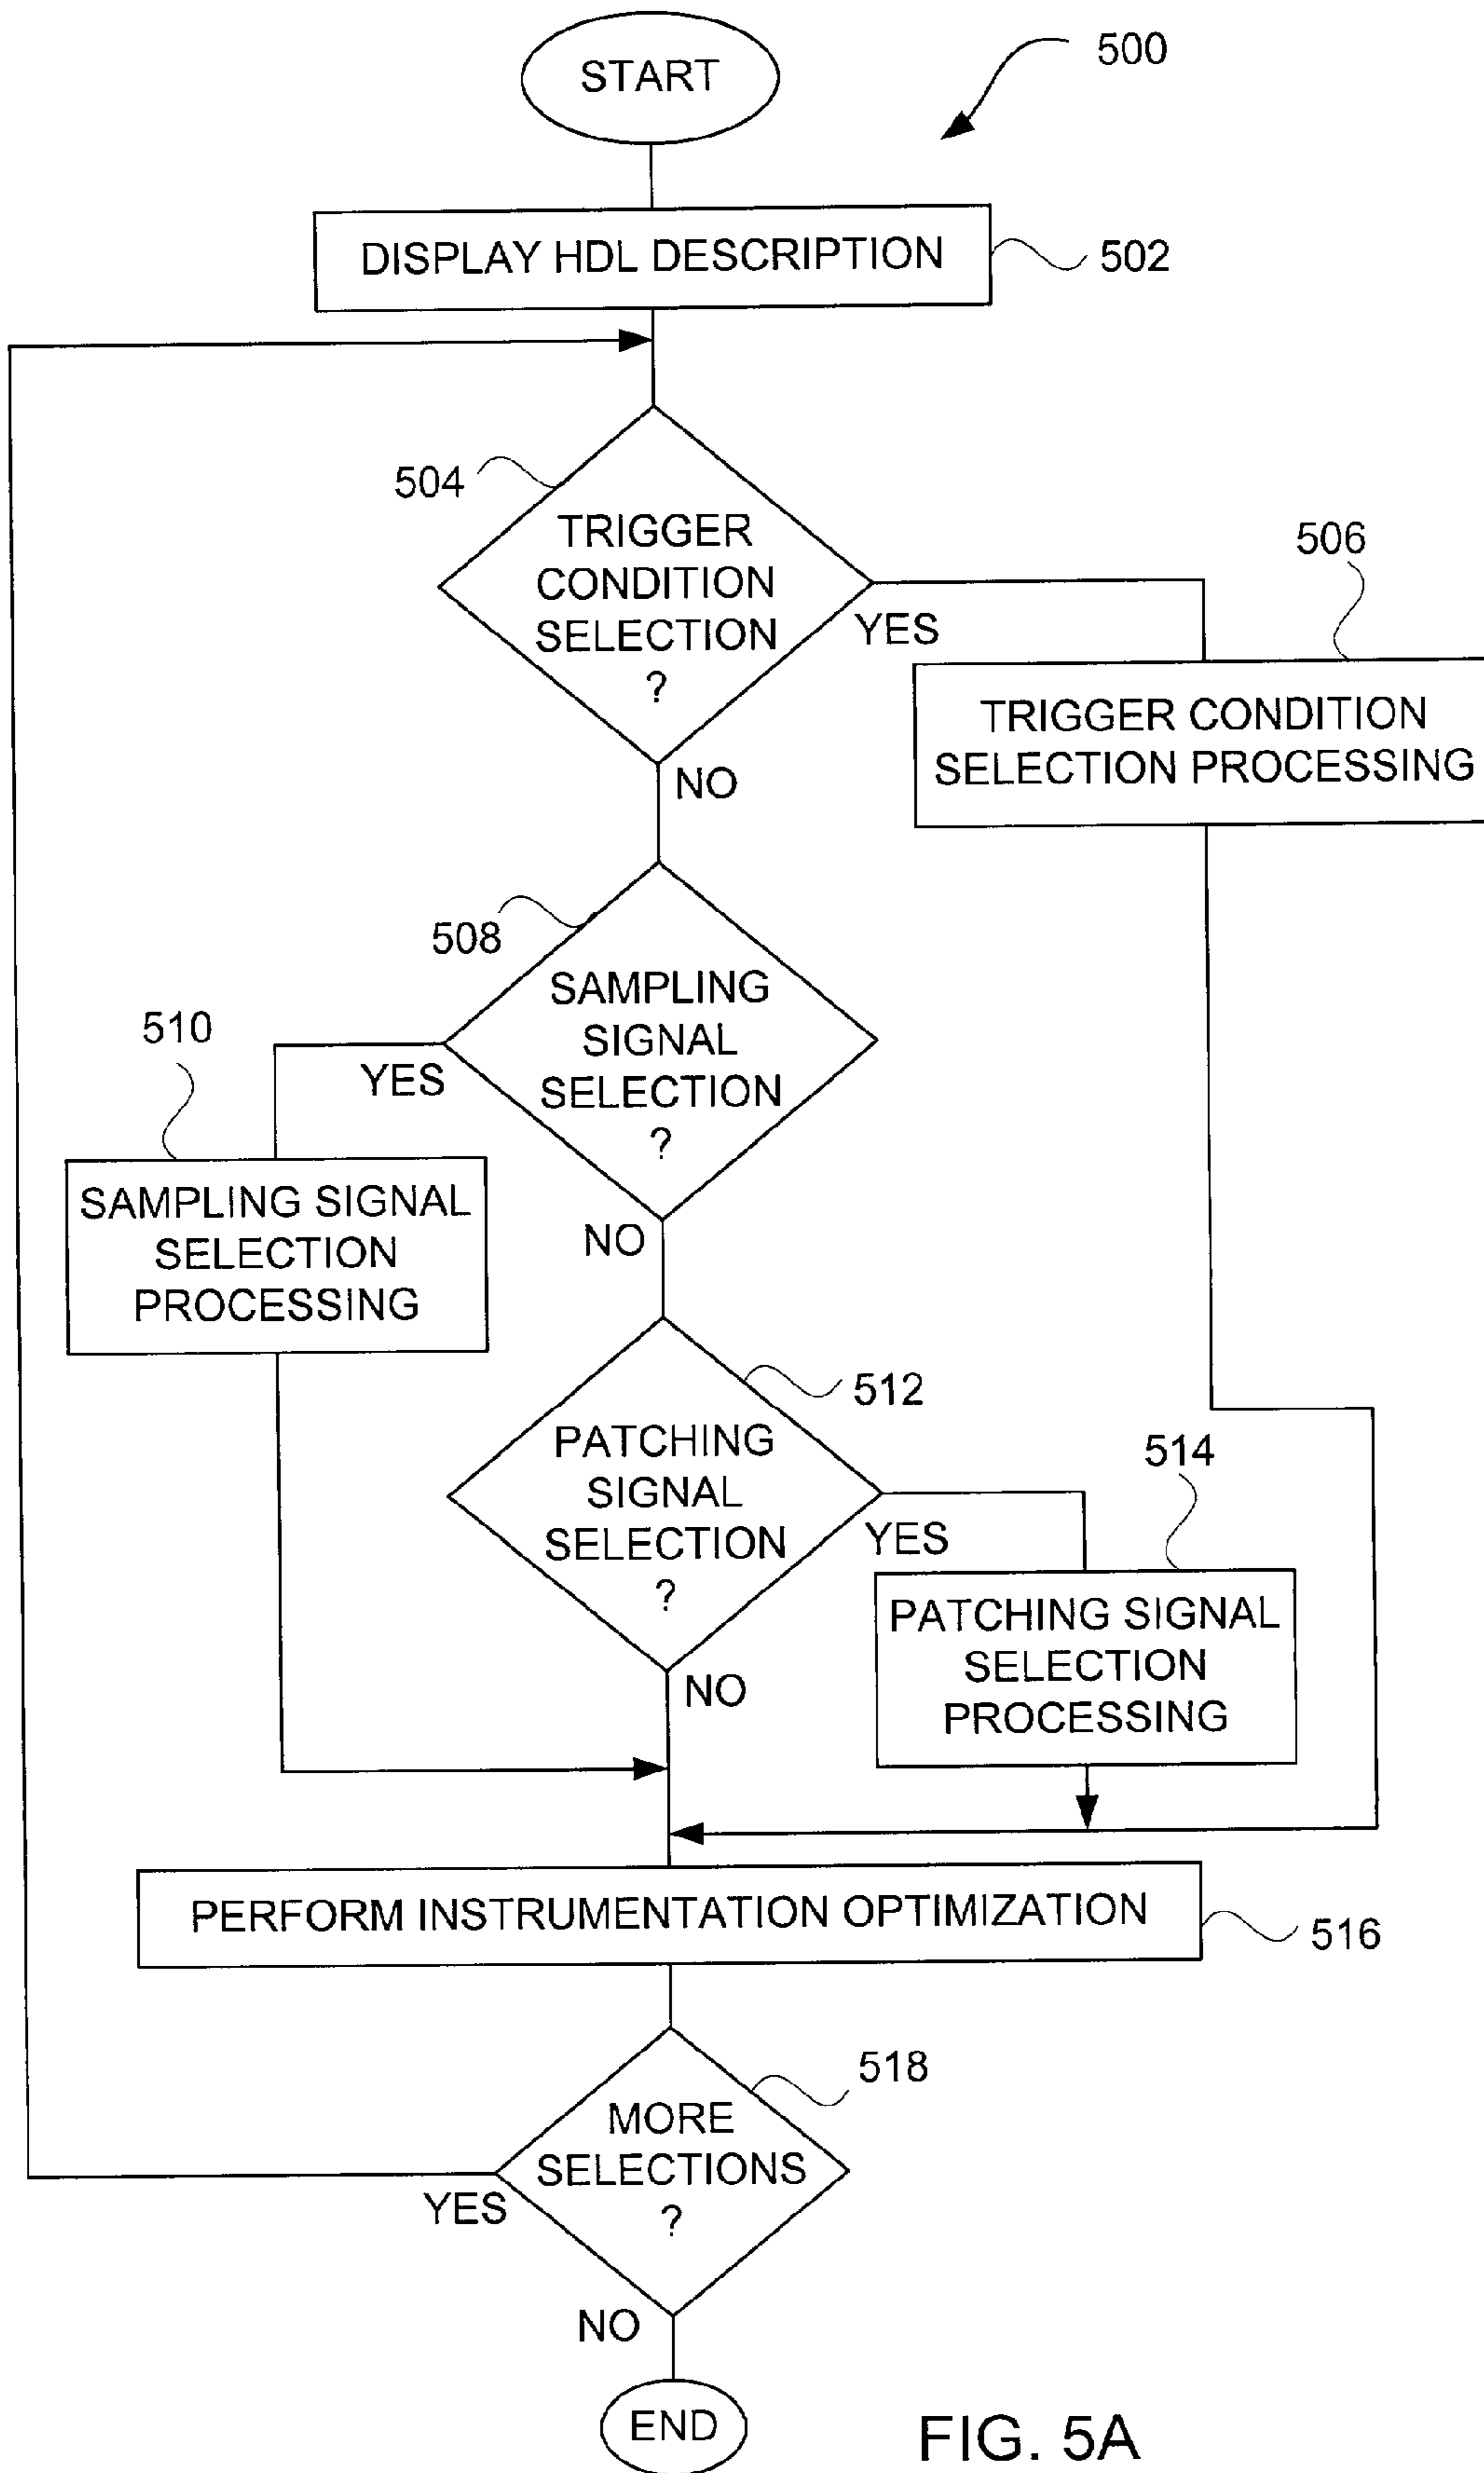 START
500
DISPLAY HDL DESCRIPTION
502
504
TRIGGER
CONDITION
SELECTION
?
YES
NO
506
TRIGGER CONDITION
SELECTION PROCESSING
508
SAMPLING
SIGNAL
SELECTION
?
YES
NO
510
SAMPLING SIGNAL
SELECTION
PROCESSING
512
PATCHING
SIGNAL
SELECTION
?
YES
NO
514
PATCHING SIGNAL
SELECTION
PROCESSING
PERFORM INSTRUMENTATION OPTIMIZATION
516
518
MORE
SELECTIONS
?
YES
NO
END
FIG. 5A